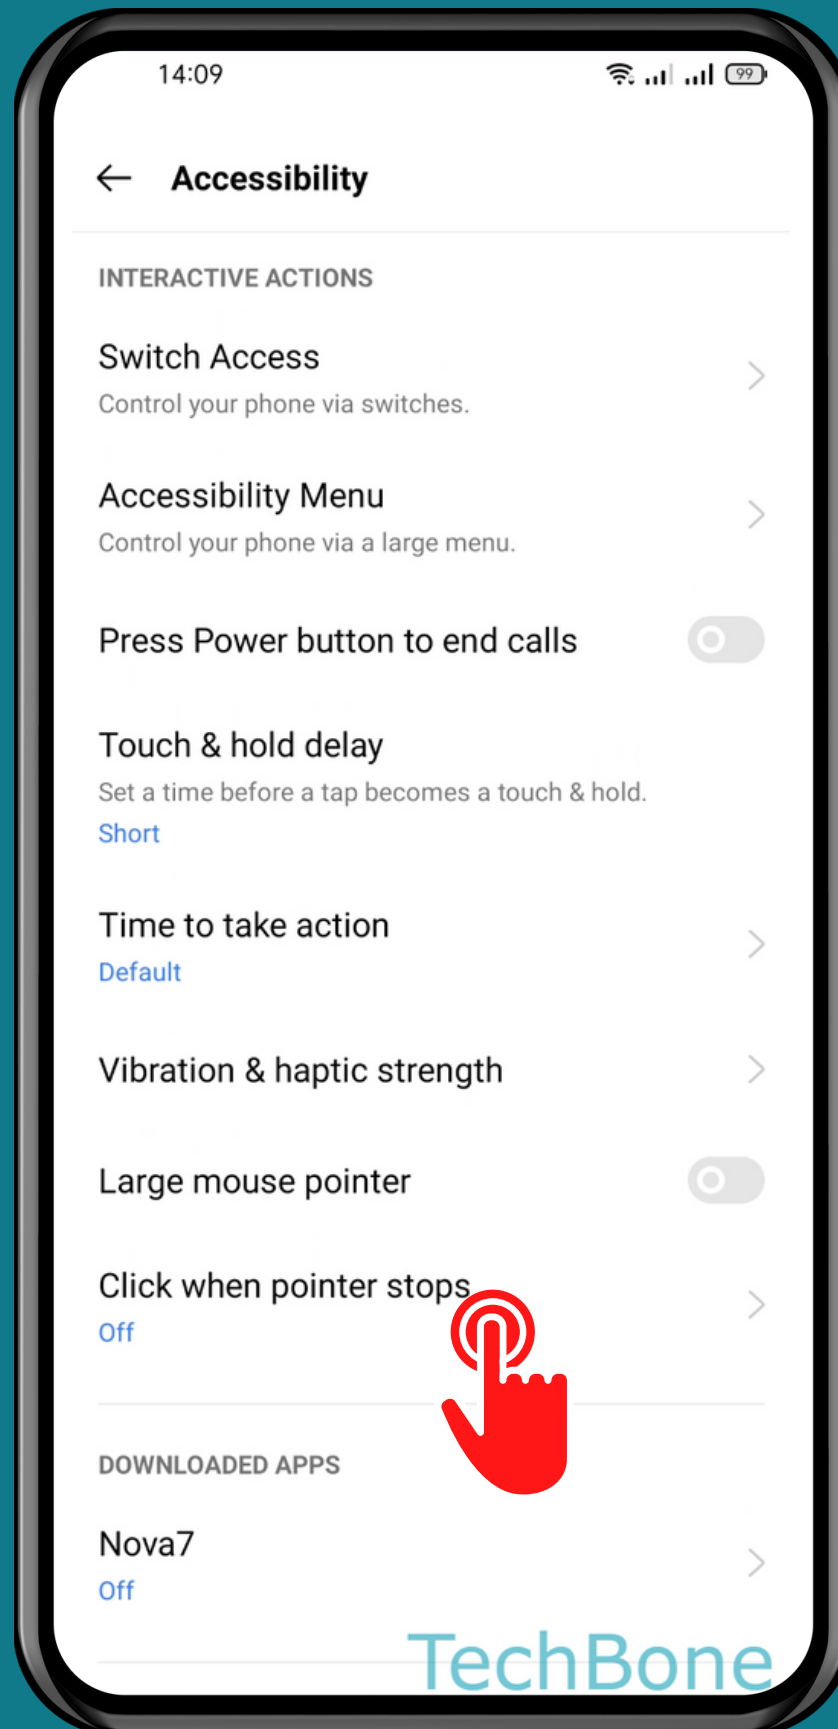 14:09
99
Accessibility
INTERACTIVE ACTIONS
Switch Access
Control your phone via switches.
Accessibility Menu
Control your phone via a large menu.
Press Power button to end calls
Touch & hold delay
Set a time before a tap becomes a touch & hold.
Short
Time to take action
Default
Vibration & haptic strength
Large mouse pointer
Click when pointer stops
Off
DOWNLOADED APPS
Nova7
Off
TechBone